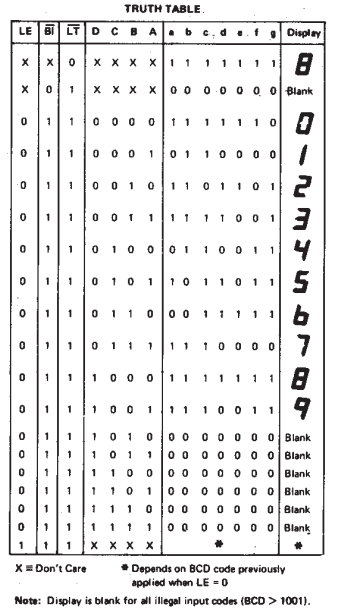 TRUTH TABLE
LE BI LT D C B A a b c d e f g Display
X X 0 X X X X 1 1 1 1 1 1 1 8
X 0 1 X X X X 0 0 0 0 0 0 0 Blank
0 1 1 0 0 0 0 1 1 1 1 1 1 0 0
0 1 1 0 0 0 1 0 1 1 0 0 0 0 1
0 1 1 0 0 1 0 1 1 0 1 1 0 1 2
0 1 1 0 0 1 1 1 1 1 1 0 0 1 3
0 1 1 0 1 0 0 0 1 1 0 0 1 1 4
0 1 1 0 1 0 1 1 0 1 1 0 1 1 5
0 1 1 0 1 1 0 0 0 1 1 1 1 1 6
0 1 1 0 1 1 1 1 1 1 0 0 0 0 7
0 1 1 1 0 0 0 1 1 1 1 1 1 1 8
0 1 1 1 0 0 1 1 1 1 0 0 1 1 9
0 1 1 1 0 1 0 0 0 0 0 0 0 0 Blank
0 1 1 1 0 1 1 0 0 0 0 0 0 0 Blank
0 1 1 1 1 0 0 0 0 0 0 0 0 0 Blank
0 1 1 1 1 0 1 0 0 0 0 0 0 0 Blank
0 1 1 1 1 1 0 0 0 0 0 0 0 0 Blank
0 1 1 1 1 1 1 0 0 0 0 0 0 0 Blank
1 1 1 X X X X * *
X ≡ Don't Care * Depends on BCD code previously
applied when LE = 0
Note: Display is blank for all illegal input codes (BCD > 1001).